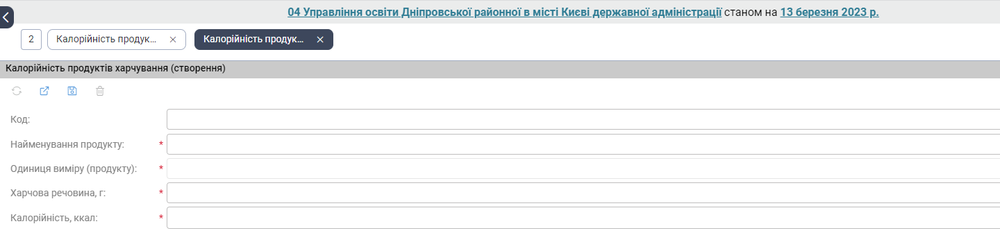 04 Управління освіти Дніпровської районної в місті Києві державної адміністрації станом на 13 березня 2023 р.
2 Калорійність продук... Калорійність продук...
Калорійність продуктів харчування (створення)
Код:
Найменування продукту: *
Одиниця виміру (продукту): *
Харчова речовина, г: *
Калорійність, ккал: *